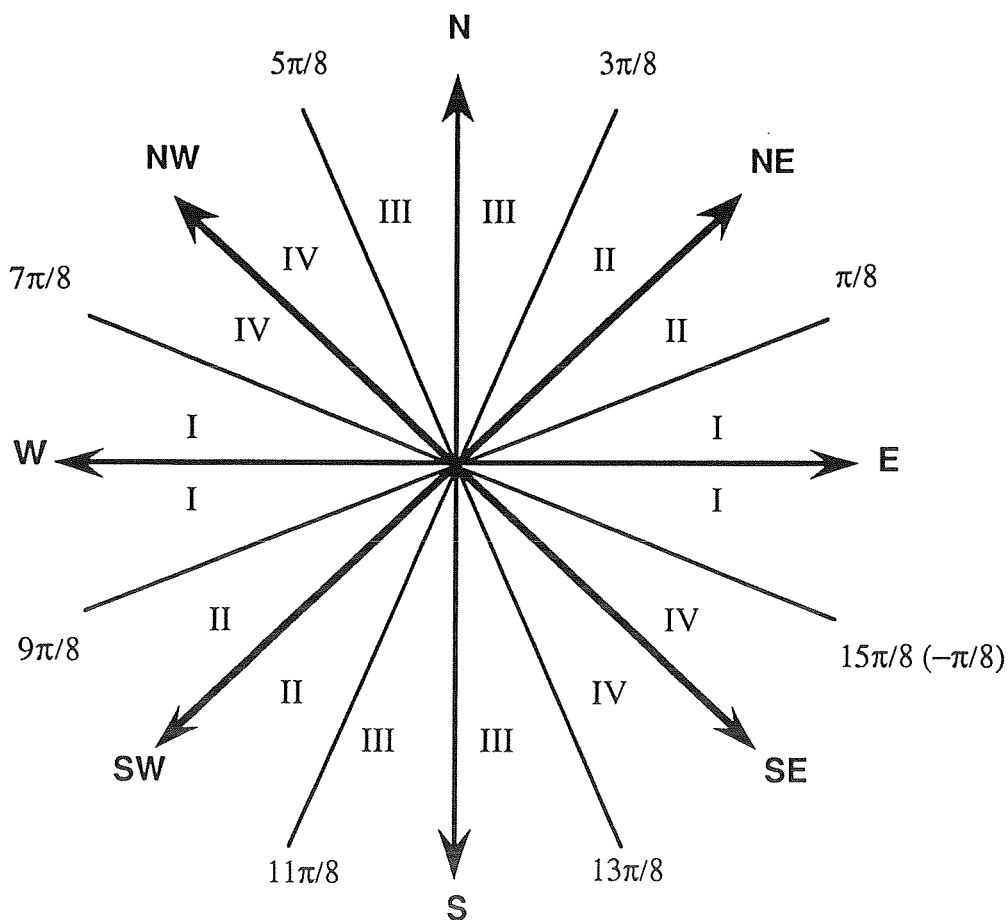 N
5π/8 3π/8
NW NE
III III
IV II
7π/8 π/8
IV II
I I
W E
I I
II IV
9π/8 15π/8 (−π/8)
II IV
III III
SW SE
11π/8 13π/8
S